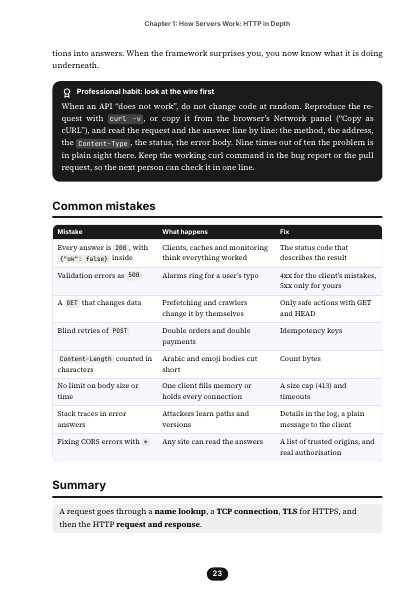 Chapter 1: How Servers Work: HTTP in Depth
tions into answers. When the framework surprises you, you now know what it is doing
underneath.
Professional habit: look at the wire first
When an API “does not work”, do not change code at random. Reproduce the re-
quest with curl -v, or copy it from the browser’s Network panel (“Copy as
cURL”), and read the request and the answer line by line: the method, the address,
the Content-Type, the status, the error body. Nine times out of ten the problem is
in plain sight there. Keep the working curl command in the bug report or the pull
request, so the next person can check it in one line.
Common mistakes
Mistake What happens Fix
Every answer is 200, with Clients, caches and monitoring The status code that
{"ok": false} inside think everything worked describes the result
Validation errors as 500 Alarms ring for a user’s typo 4xx for the client’s mistakes,
5xx only for yours
A GET that changes data Prefetching and crawlers Only safe actions with GET
change it by themselves and HEAD
Blind retries of POST Double orders and double Idempotency keys
payments
Content-Length counted in Arabic and emoji bodies cut Count bytes
characters short
No limit on body size or One client fills memory or A size cap (413) and
time holds every connection timeouts
Stack traces in error Attackers learn paths and Details in the log, a plain
answers versions message to the client
Fixing CORS errors with * Any site can read the answers A list of trusted origins, and
real authorisation
Summary
A request goes through a name lookup, a TCP connection, TLS for HTTPS, and
then the HTTP request and response.
23